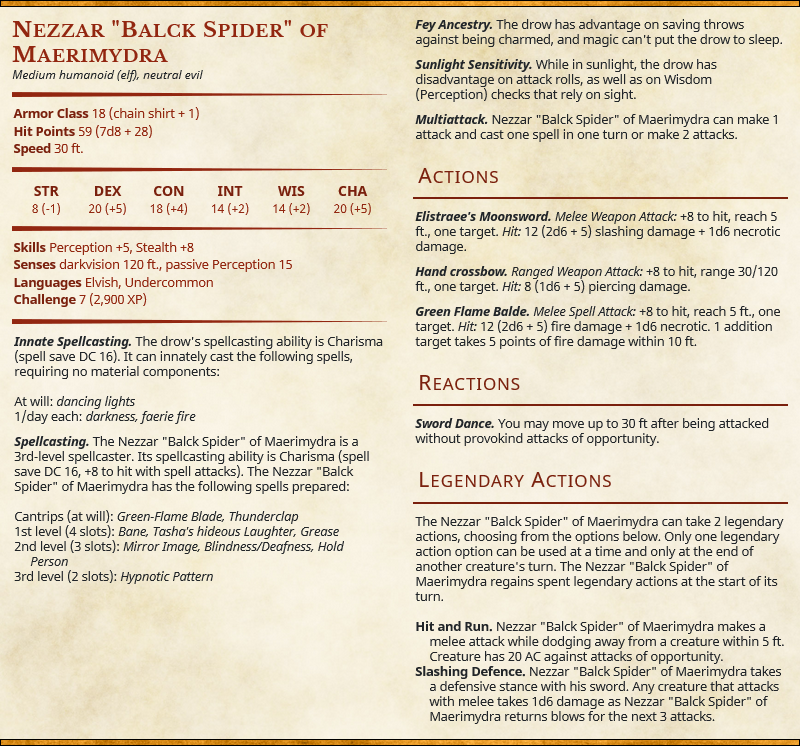 Nezzar "Balck Spider" of
Maerimydra
Medium humanoid (elf), neutral evil
Armor Class 18 (chain shirt + 1)
Hit Points 59 (7d8 + 28)
Speed 30 ft.
STR DEX CON INT WIS CHA
8 (-1) 20 (+5) 18 (+4) 14 (+2) 14 (+2) 20 (+5)
Skills Perception +5, Stealth +8
Senses darkvision 120 ft., passive Perception 15
Languages Elvish, Undercommon
Challenge 7 (2,900 XP)
Innate Spellcasting. The drow's spellcasting ability is Charisma
(spell save DC 16). It can innately cast the following spells,
requiring no material components:
At will: dancing lights
1/day each: darkness, faerie fire
Spellcasting. The Nezzar "Balck Spider" of Maerimydra is a
3rd-level spellcaster. Its spellcasting ability is Charisma (spell
save DC 16, +8 to hit with spell attacks). The Nezzar "Balck
Spider" of Maerimydra has the following spells prepared:
Cantrips (at will): Green-Flame Blade, Thunderclap
1st level (4 slots): Bane, Tasha's hideous Laughter, Grease
2nd level (3 slots): Mirror Image, Blindness/Deafness, Hold
Person
3rd level (2 slots): Hypnotic Pattern
Fey Ancestry. The drow has advantage on saving throws
against being charmed, and magic can't put the drow to sleep.
Sunlight Sensitivity. While in sunlight, the drow has
disadvantage on attack rolls, as well as on Wisdom
(Perception) checks that rely on sight.
Multiattack. Nezzar "Balck Spider" of Maerimydra can make 1
attack and cast one spell in one turn or make 2 attacks.
Actions
Elistraee's Moonsword. Melee Weapon Attack: +8 to hit, reach 5
ft., one target. Hit: 12 (2d6 + 5) slashing damage + 1d6 necrotic
damage.
Hand crossbow. Ranged Weapon Attack: +8 to hit, range 30/120
ft., one target. Hit: 8 (1d6 + 5) piercing damage.
Green Flame Balde. Melee Spell Attack: +8 to hit, reach 5 ft., one
target. Hit: 12 (2d6 + 5) fire damage + 1d6 necrotic. 1 addition
target takes 5 points of fire damage within 10 ft.
Reactions
Sword Dance. You may move up to 30 ft after being attacked
without provokind attacks of opportunity.
Legendary Actions
The Nezzar "Balck Spider" of Maerimydra can take 2 legendary
actions, choosing from the options below. Only one legendary
action option can be used at a time and only at the end of
another creature's turn. The Nezzar "Balck Spider" of
Maerimydra regains spent legendary actions at the start of its
turn.
Hit and Run. Nezzar "Balck Spider" of Maerimydra makes a
melee attack while dodging away from a creature within 5 ft.
Creature has 20 AC against attacks of opportunity.
Slashing Defence. Nezzar "Balck Spider" of Maerimydra takes
a defensive stance with his sword. Any creature that attacks
with melee takes 1d6 damage as Nezzar "Balck Spider" of
Maerimydra returns blows for the next 3 attacks.